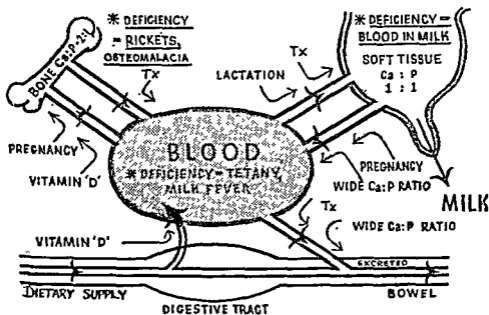 * DEFICIENCY
= RICKETS,
OSTEOMALACIA
BONE Ca:P-2:1
Tx
PREGNANCY
VITAMIN 'D'
LACTATION
Tx
* DEFICIENCY =
BLOOD IN MILK
SOFT TISSUE
Ca : P
1 : 1
BLOOD
* DEFICIENCY = TETANY,
MILK FEVER
PREGNANCY
WIDE Ca:P RATIO
MILK
Tx
WIDE Ca:P RATIO
VITAMIN 'D'
EXCRETED
DIETARY SUPPLY
BOWEL
DIGESTIVE TRACT